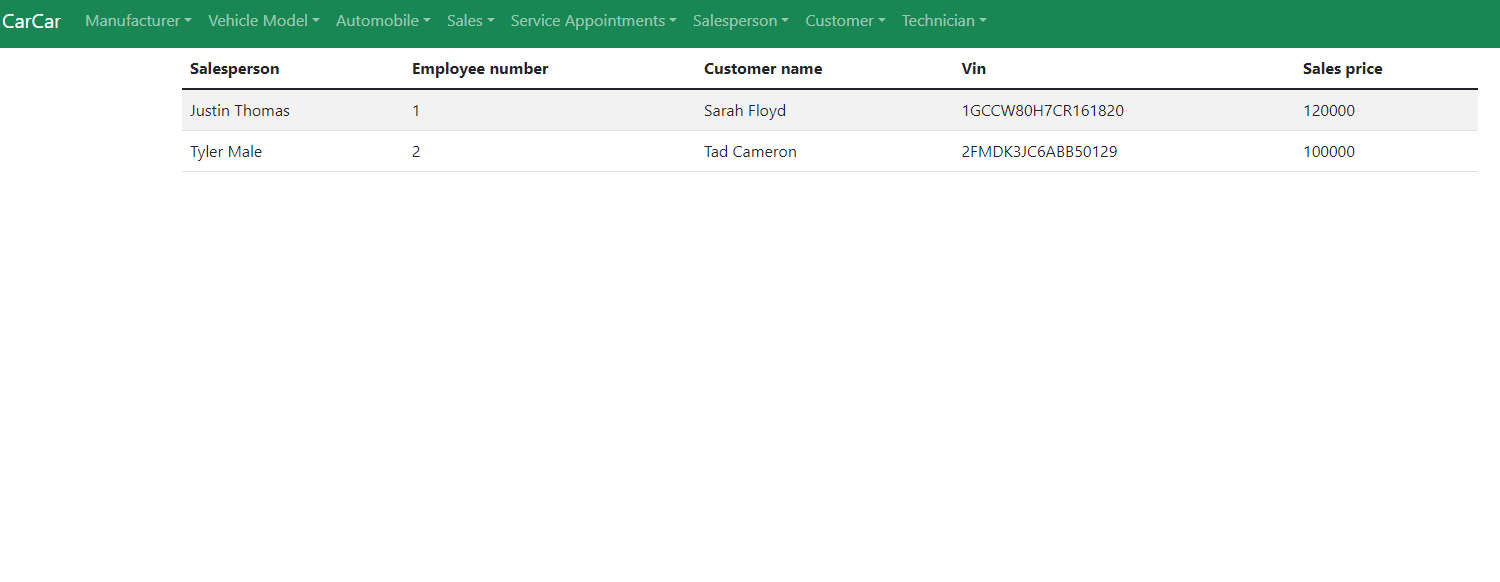 CarCar Manufacturer Vehicle Model Automobile Sales Service Appointments Salesperson Customer Technician
Salesperson Employee number Customer name Vin Sales price
Justin Thomas 1 Sarah Floyd 1GCCW80H7CR161820 120000
Tyler Male 2 Tad Cameron 2FMDK3JC6ABB50129 100000